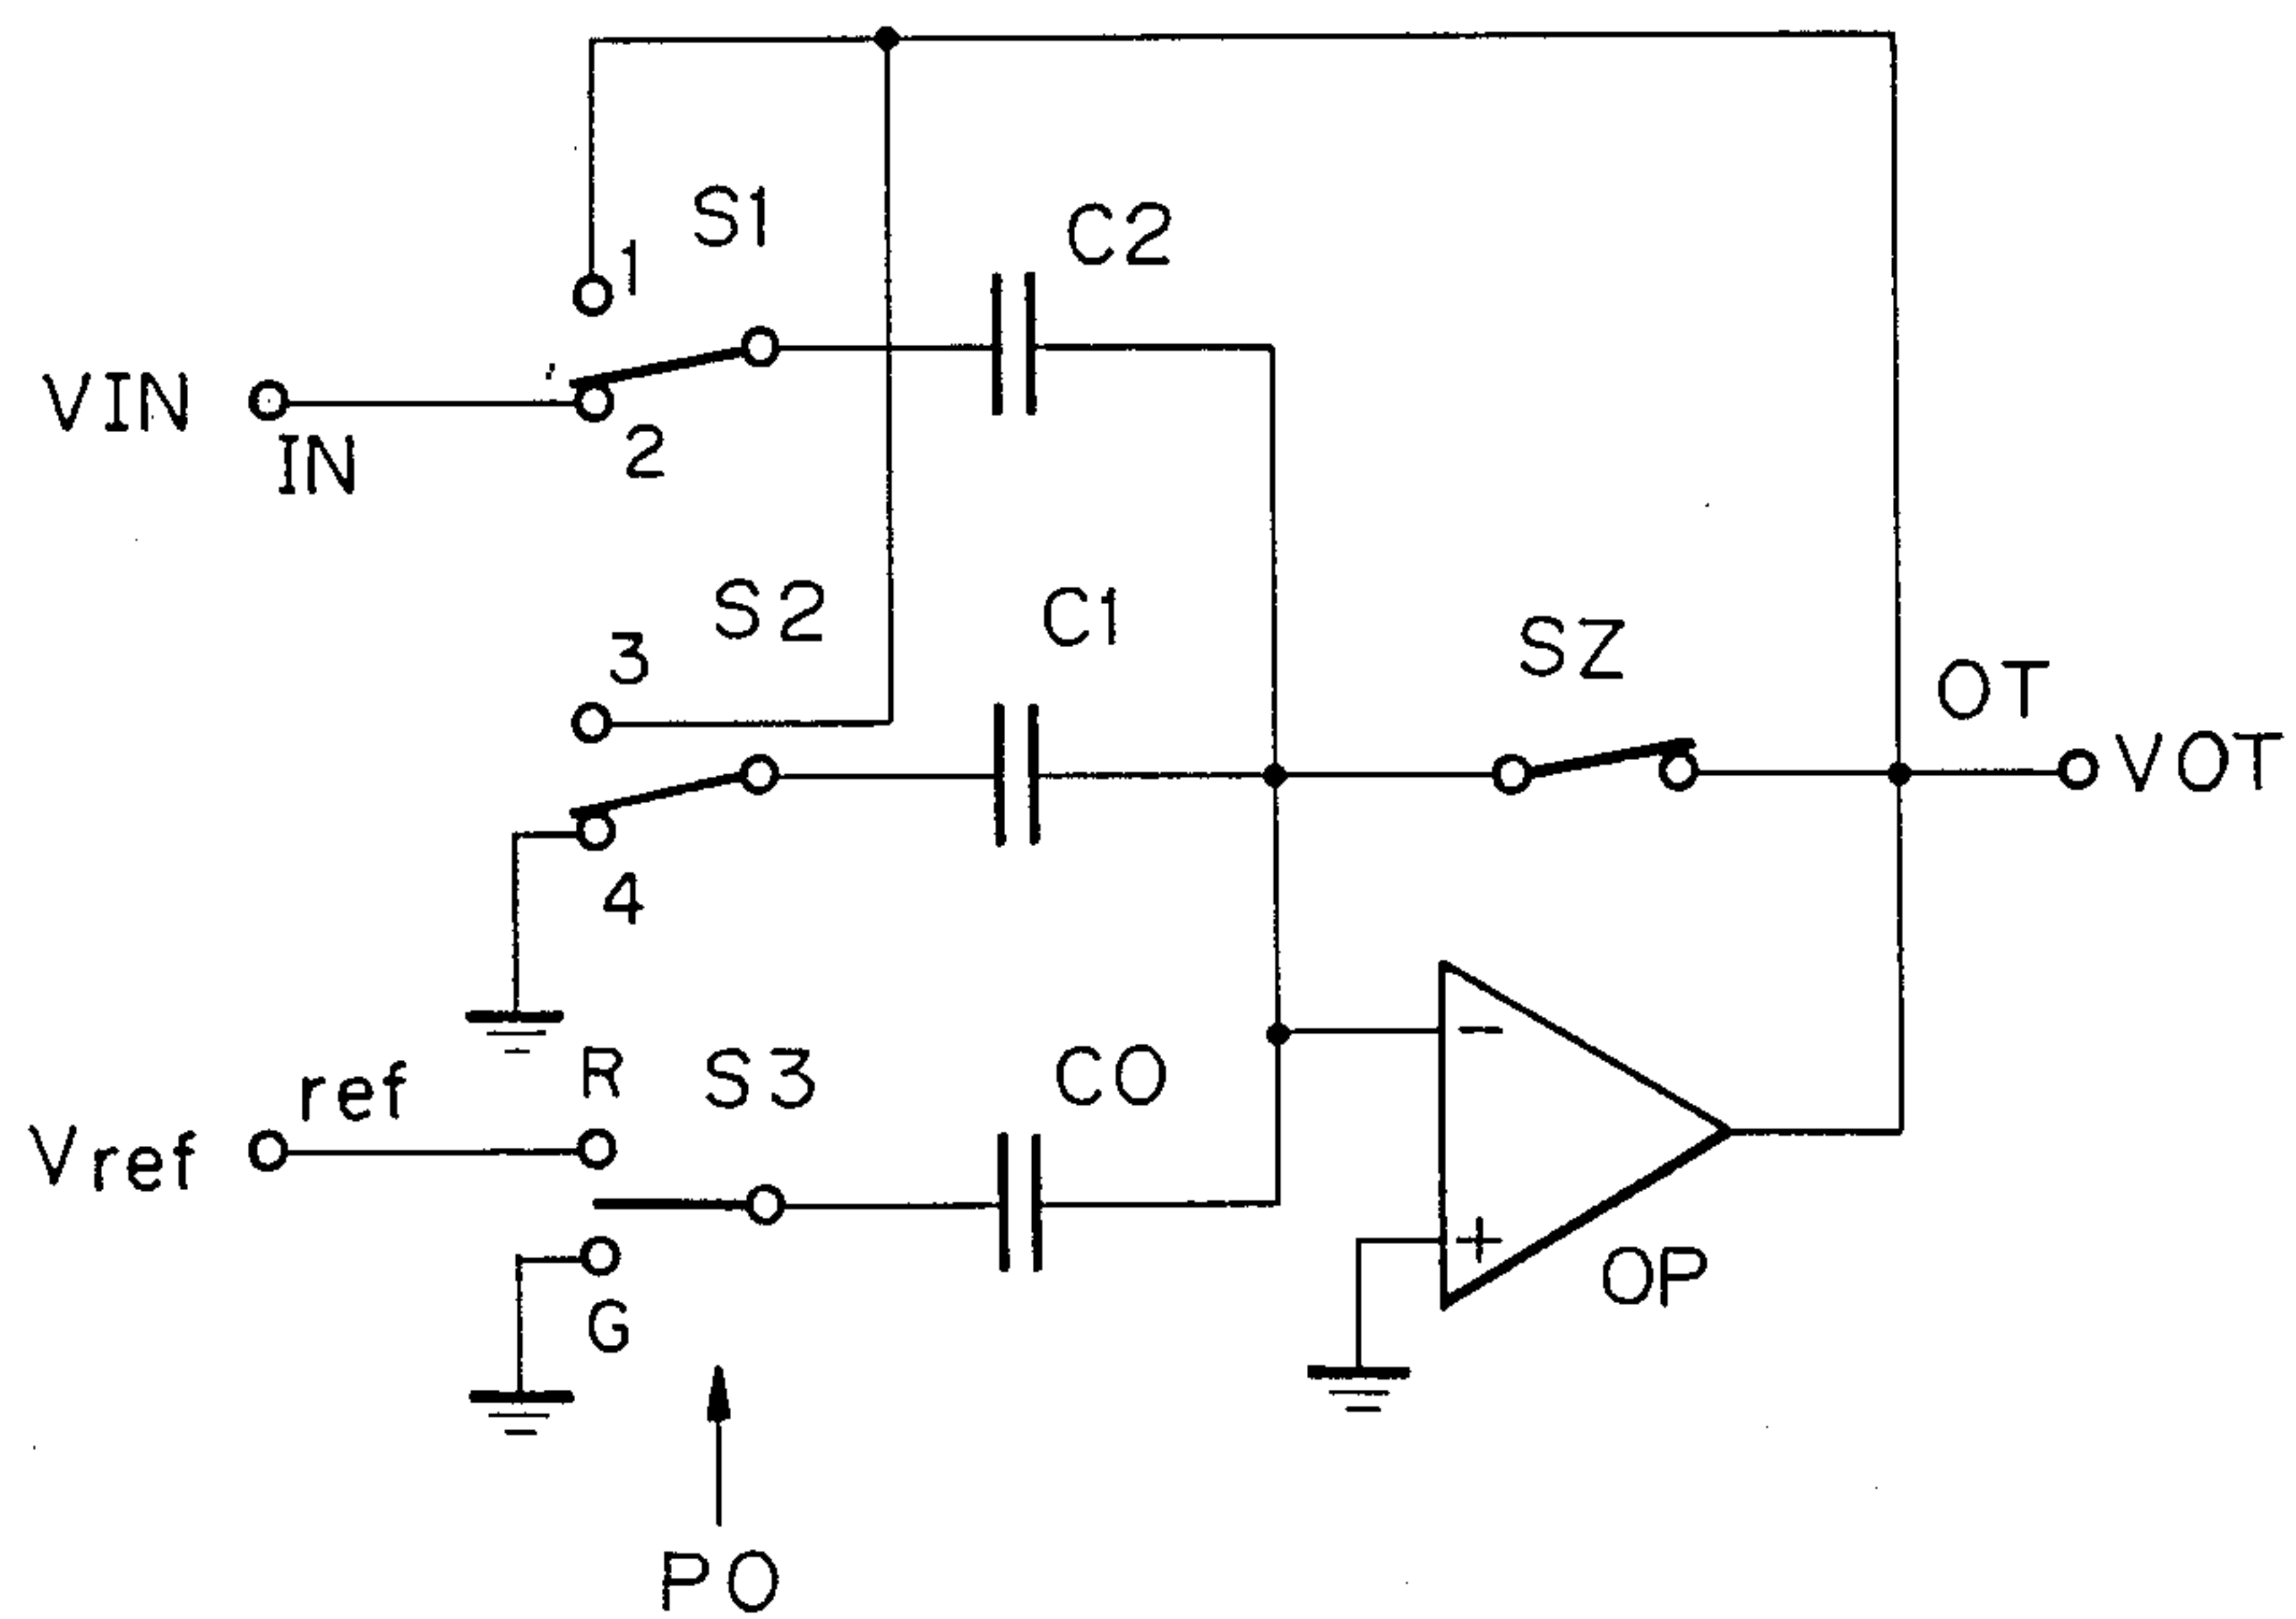 S1
C2
1
VIN
IN
2
S2
C1
3
SZ
OT
VOT
4
ref
R
S3
CO
Vref
−
+
OP
G
PO